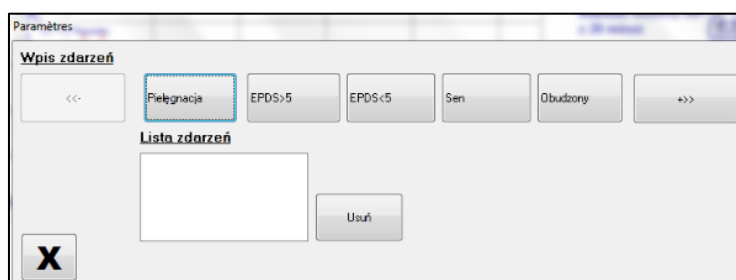 Paramètres
Wpis zdarzeń
<<- Pielęgnacja EPDS>5 EPDS<5 Sen Obudzony +>>
Lista zdarzeń
Usuń
X